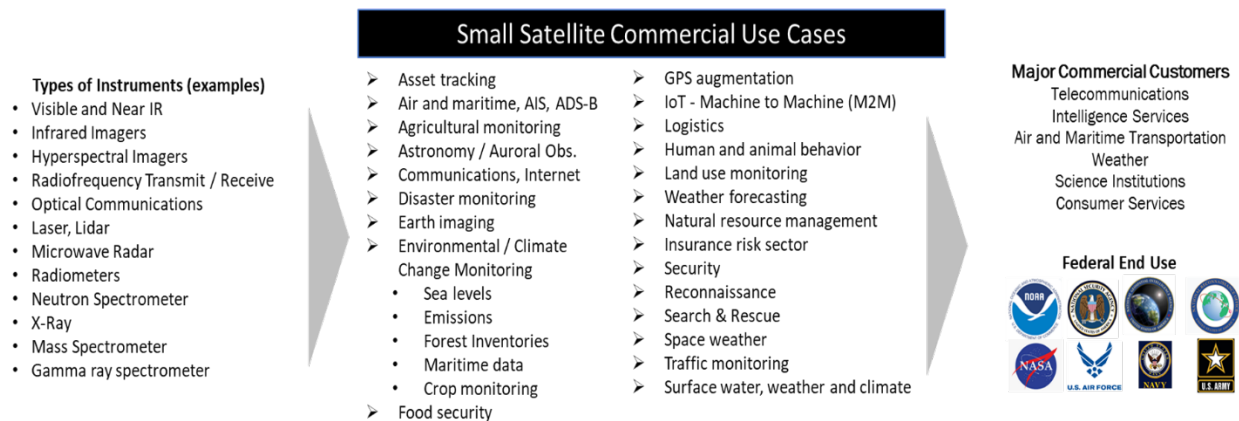 Small Satellite Commercial Use Cases
Types of Instruments (examples)
• Visible and Near IR
• Infrared Imagers
• Hyperspectral Imagers
• Radiofrequency Transmit / Receive
• Optical Communications
• Laser, Lidar
• Microwave Radar
• Radiometers
• Neutron Spectrometer
• X-Ray
• Mass Spectrometer
• Gamma ray spectrometer
➢ Asset tracking
➢ Air and maritime, AIS, ADS-B
➢ Agricultural monitoring
➢ Astronomy / Auroral Obs.
➢ Communications, Internet
➢ Disaster monitoring
➢ Earth imaging
➢ Environmental / Climate
Change Monitoring
• Sea levels
• Emissions
• Forest Inventories
• Maritime data
• Crop monitoring
➢ Food security
➢ GPS augmentation
➢ IoT - Machine to Machine (M2M)
➢ Logistics
➢ Human and animal behavior
➢ Land use monitoring
➢ Weather forecasting
➢ Natural resource management
➢ Insurance risk sector
➢ Security
➢ Reconnaissance
➢ Search & Rescue
➢ Space weather
➢ Traffic monitoring
➢ Surface water, weather and climate
Major Commercial Customers
Telecommunications
Intelligence Services
Air and Maritime Transportation
Weather
Science Institutions
Consumer Services
Federal End Use
NOAA
NATIONAL SECURITY AGENCY
NASA
U.S. AIR FORCE
NAVY
U.S. ARMY